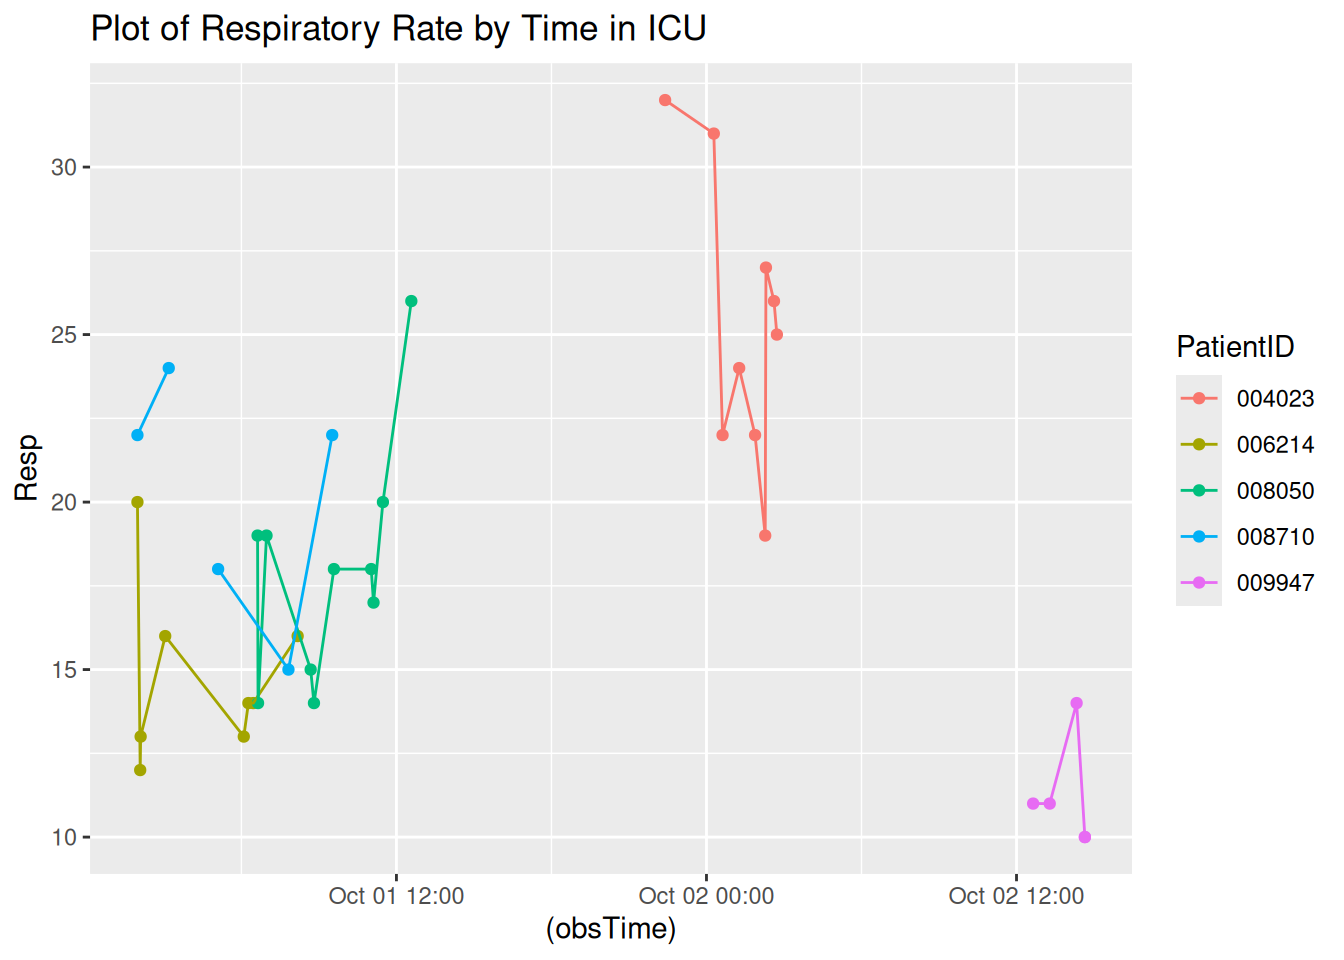 Plot of Respiratory Rate by Time in ICU
30
25
20
15
10
Resp
Oct 01 12:00
Oct 02 00:00
Oct 02 12:00
(obsTime)
PatientID
004023
006214
008050
008710
009947